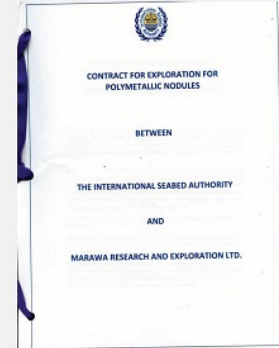 CONTRACT FOR EXPLORATION FOR
POLYMETALLIC NODULES
BETWEEN
THE INTERNATIONAL SEABED AUTHORITY
AND
MARAWA RESEARCH AND EXPLORATION LTD.